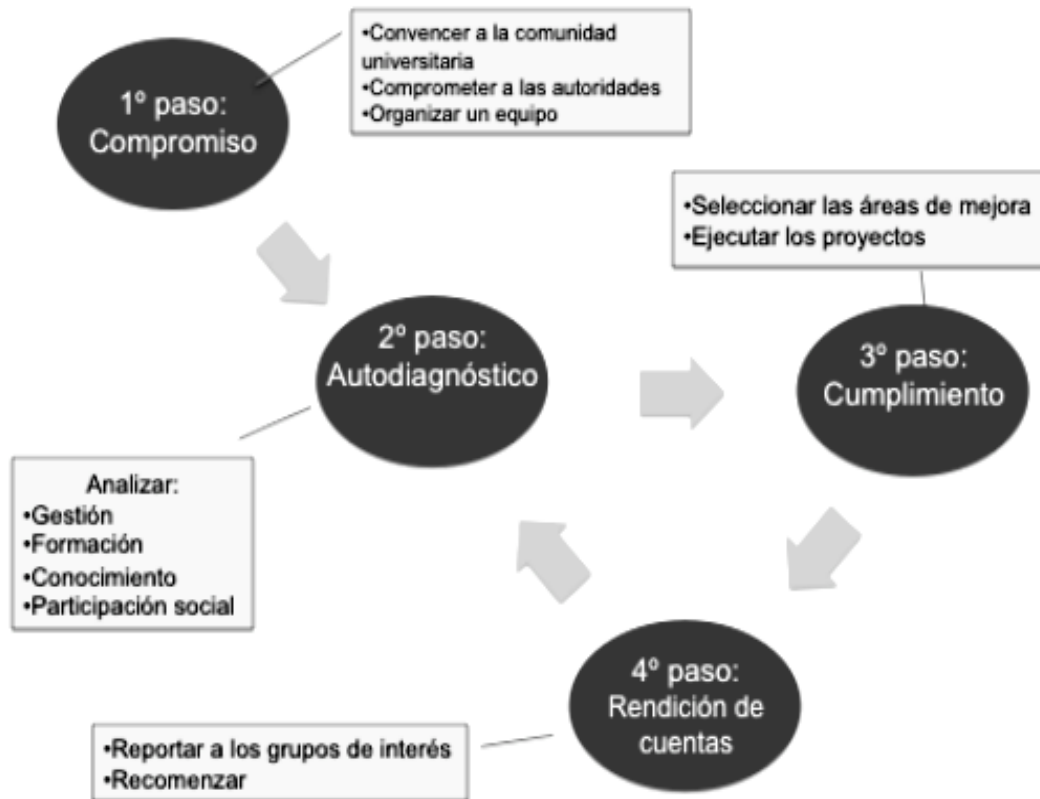 1º paso:
Compromiso
•Convencer a la comunidad
universitaria
•Comprometer a las autoridades
•Organizar un equipo
2º paso:
Autodiagnóstico
Analizar:
•Gestión
•Formación
•Conocimiento
•Participación social
•Seleccionar las áreas de mejora
•Ejecutar los proyectos
3º paso:
Cumplimiento
4º paso:
Rendición de
cuentas
•Reportar a los grupos de interés
•Recomenzar